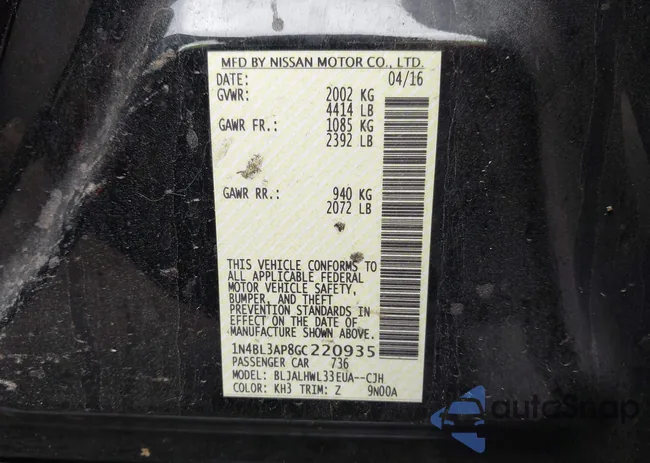 MFD BY NISSAN MOTOR CO., LTD.
DATE: 04/16
GVWR: 2002 KG
4414 LB
GAWR FR.: 1085 KG
2392 LB
GAWR RR.: 940 KG
2072 LB
THIS VEHICLE CONFORMS TO
ALL APPLICABLE FEDERAL
MOTOR VEHICLE SAFETY,
BUMPER, AND THEFT
PREVENTION STANDARDS IN
EFFECT ON THE DATE OF
MANUFACTURE SHOWN ABOVE.
1N4BL3AP8GC220935
PASSENGER CAR 736
MODEL: BLJALHWL33EUA--CJH
COLOR: KH3 TRIM: Z 9N00A
autoSnap